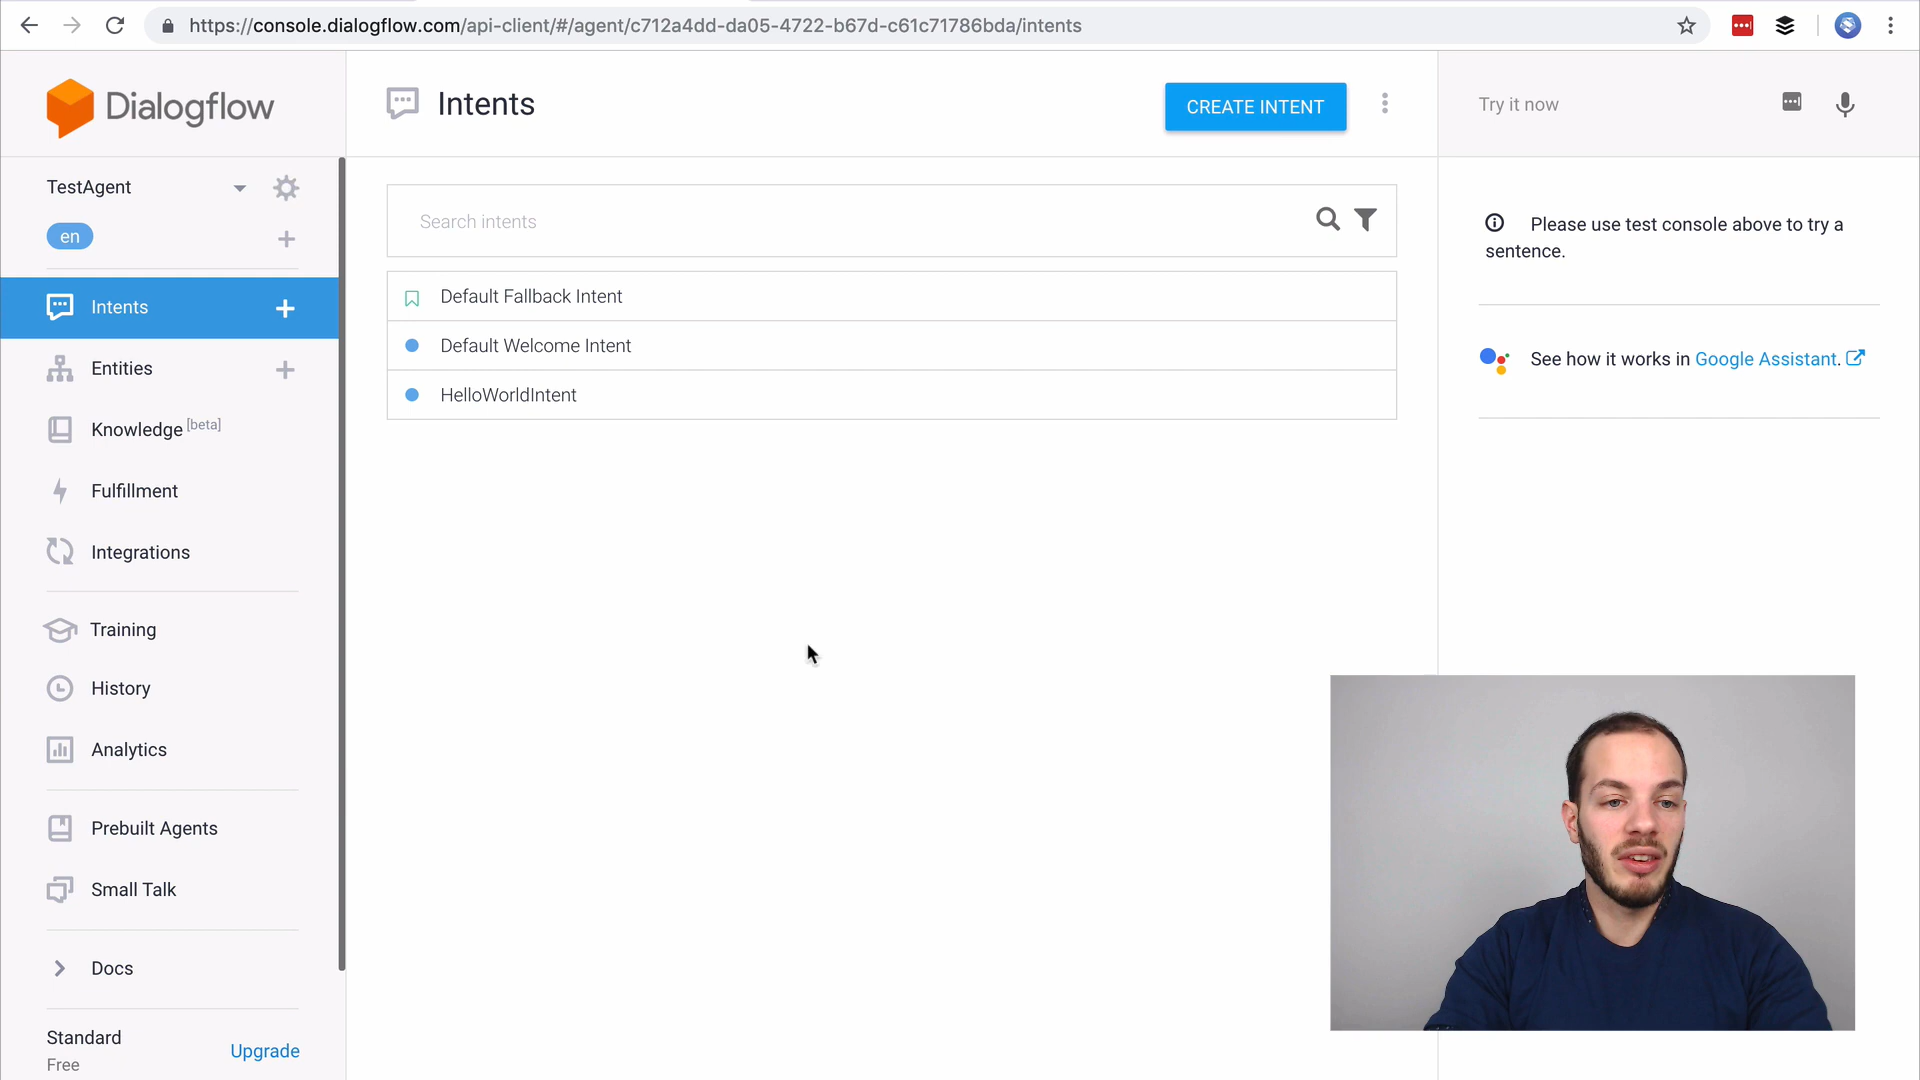 https://console.dialogflow.com/api-client/#/agent/c712a4dd-da05-4722-b67d-c61c71786bda/intents
Dialogflow
Intents
CREATE INTENT
Try it now
TestAgent
en
Search intents
Please use test console above to try a
sentence.
Default Fallback Intent
Default Welcome Intent
HelloWorldIntent
See how it works in Google Assistant.
Intents
Entities
Knowledge [beta]
Fulfillment
Integrations
Training
History
Analytics
Prebuilt Agents
Small Talk
Docs
Standard
Free
Upgrade